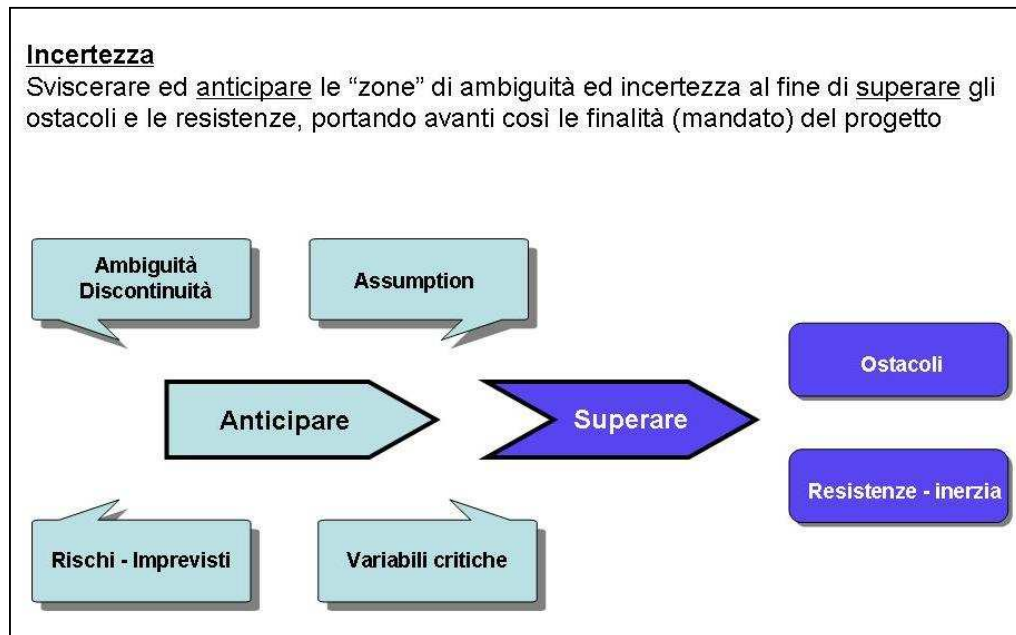 Incertezza
Sviscerare ed anticipare le “zone” di ambiguità ed incertezza al fine di superare gli
ostacoli e le resistenze, portando avanti così le finalità (mandato) del progetto
Ambiguità
Discontinuità
Assumption
Anticipare
Superare
Ostacoli
Resistenze - inerzia
Rischi - Imprevisti
Variabili critiche